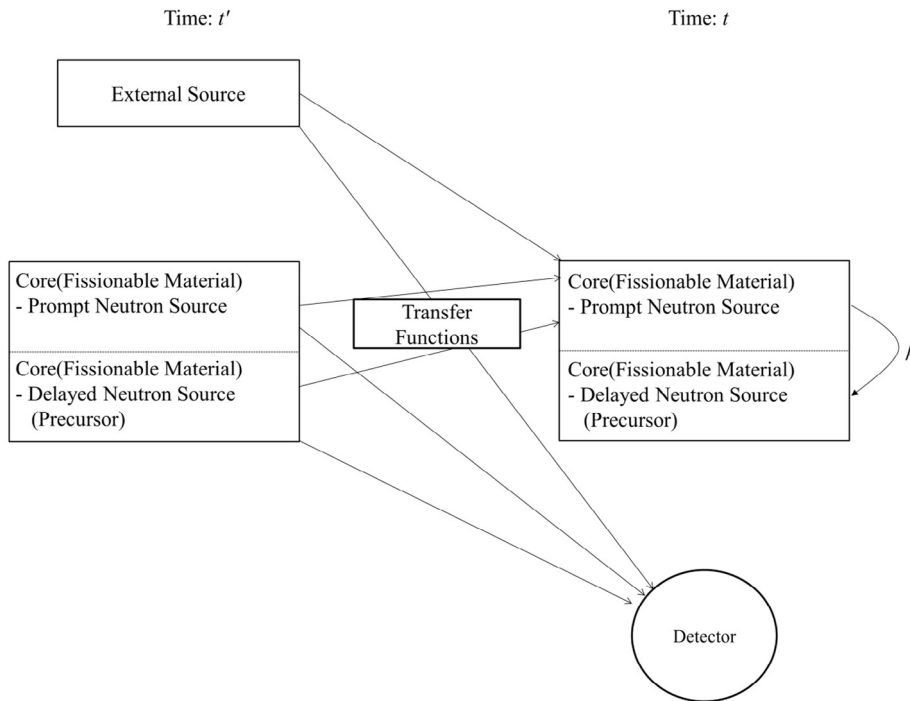 Time: t′
Time: t
External Source
Core(Fissionable Material)
- Prompt Neutron Source
Core(Fissionable Material)
- Delayed Neutron Source
(Precursor)
Transfer
Functions
Core(Fissionable Material)
- Prompt Neutron Source
Core(Fissionable Material)
- Delayed Neutron Source
(Precursor)
Detector